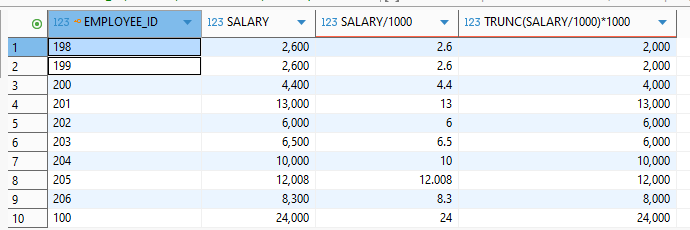 123 EMPLOYEE_ID 123 SALARY 123 SALARY/1000 123 TRUNC(SALARY/1000)*1000
1 198 2,600 2.6 2,000
2 199 2,600 2.6 2,000
3 200 4,400 4.4 4,000
4 201 13,000 13 13,000
5 202 6,000 6 6,000
6 203 6,500 6.5 6,000
7 204 10,000 10 10,000
8 205 12,008 12.008 12,000
9 206 8,300 8.3 8,000
10 100 24,000 24 24,000